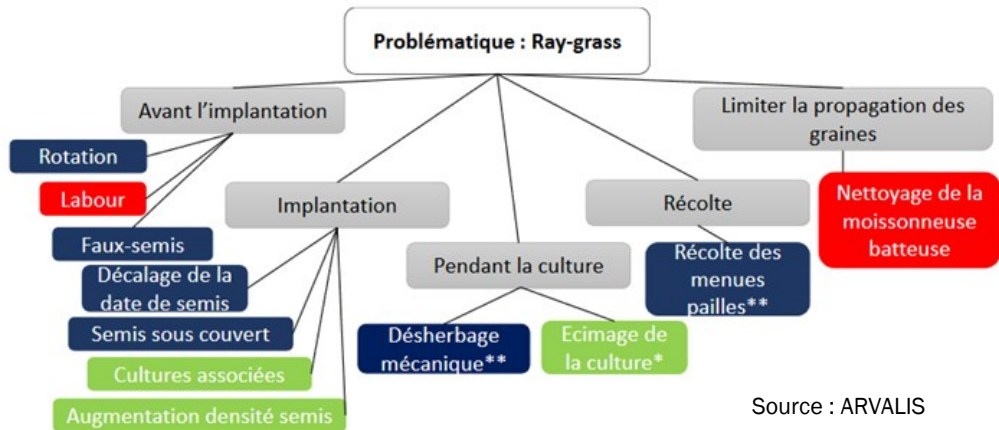 Problématique : Ray-grass
Avant l'implantation
Rotation
Labour
Faux-semis
Implantation
Décalage de la
date de semis
Semis sous couvert
Cultures associées
Augmentation densité semis
Pendant la culture
Désherbage
mécanique**
Ecimage de
la culture*
Récolte
Récolte des
menues
pailles**
Limiter la propagation des
graines
Nettoyage de la
moissonneuse
batteuse
Source : ARVALIS